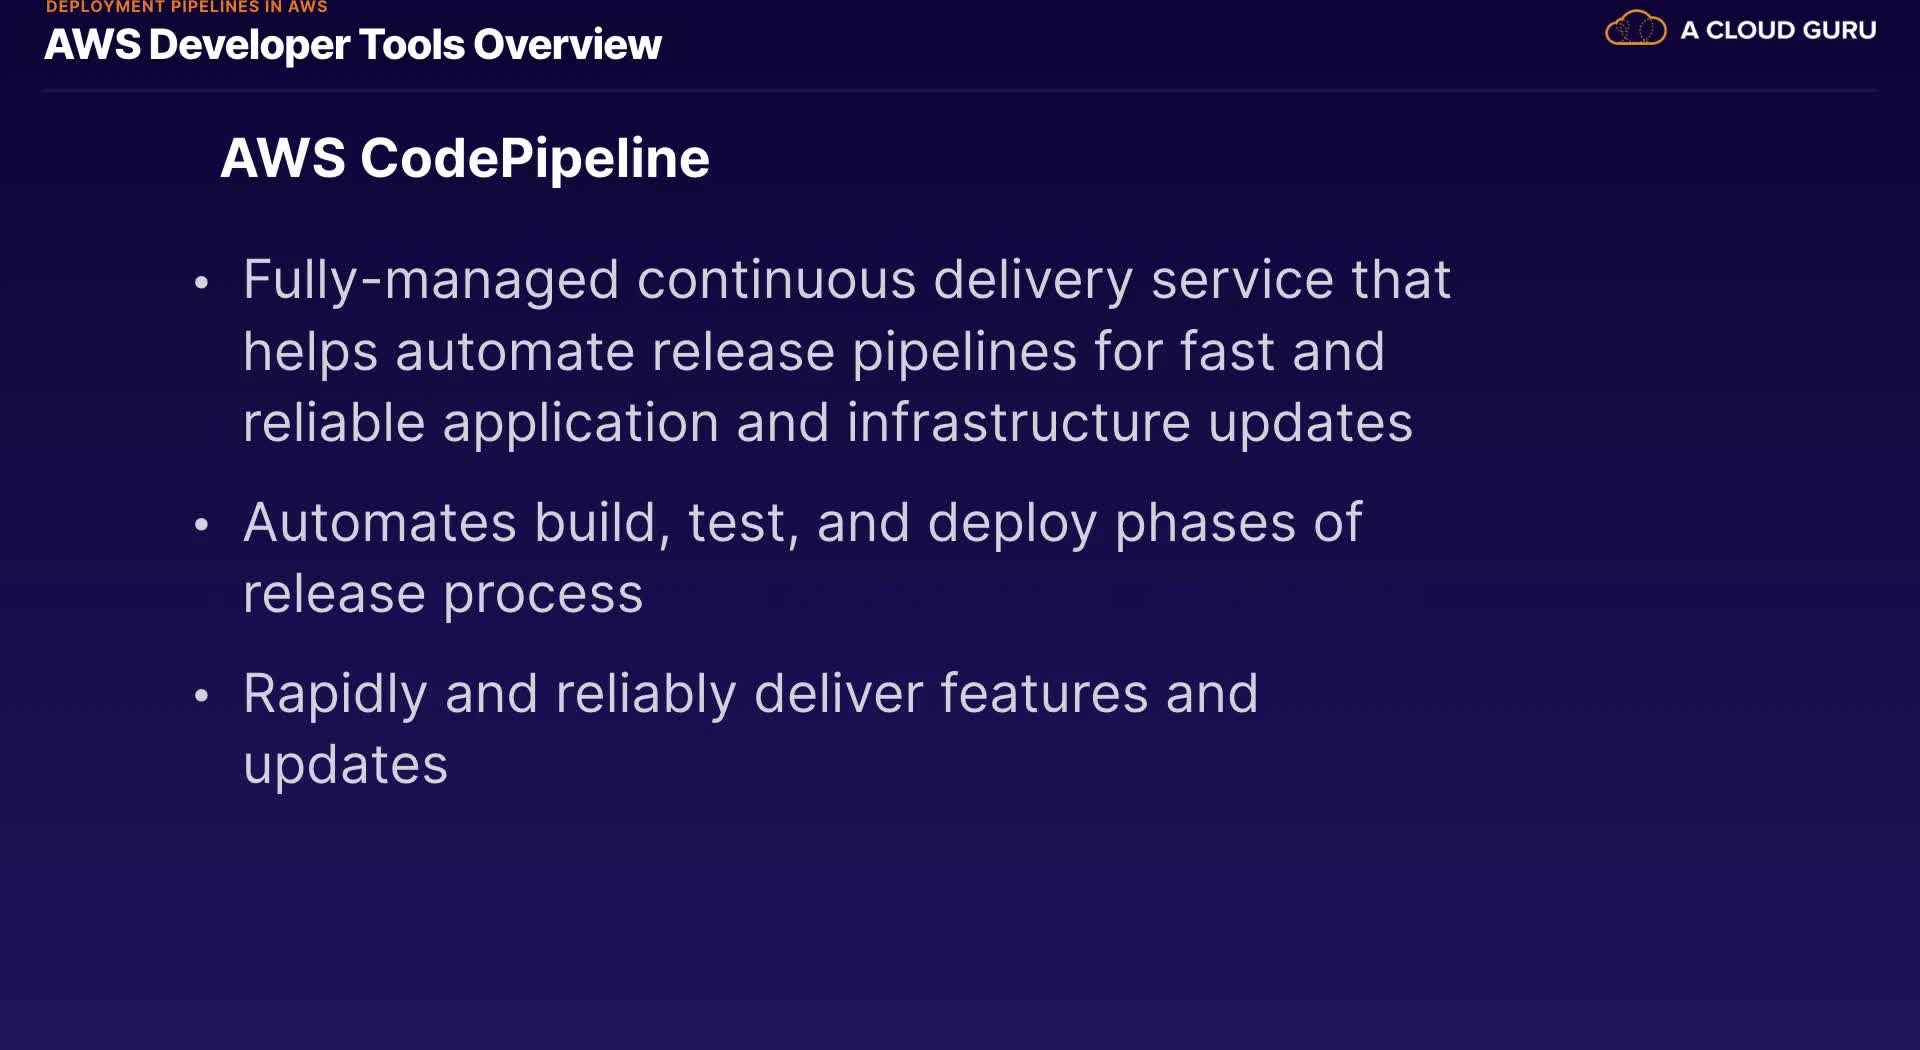 DEPLOYMENT PIPELINES IN AWS
AWS Developer Tools Overview
A CLOUD GURU
AWS CodePipeline
• Fully-managed continuous delivery service that
helps automate release pipelines for fast and
reliable application and infrastructure updates
• Automates build, test, and deploy phases of
release process
• Rapidly and reliably deliver features and
updates